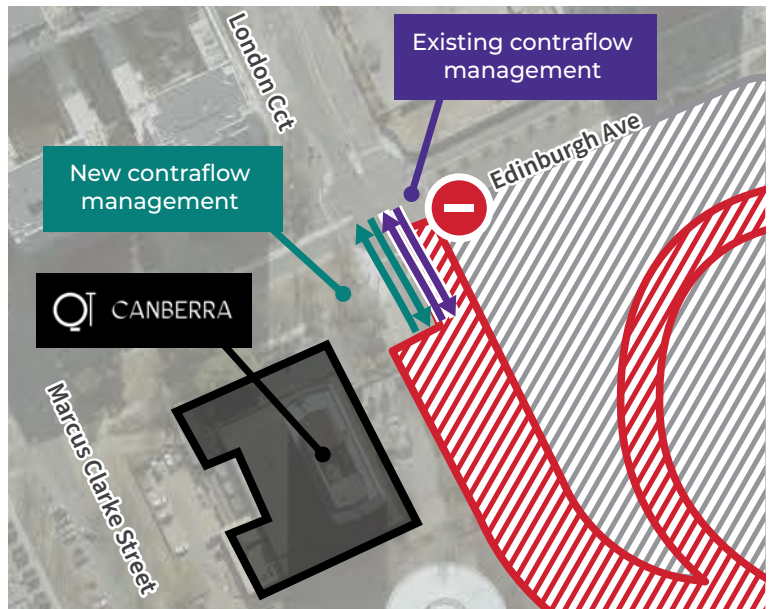 London Cct
Existing contraflow
management
Edinburgh Ave
New contraflow
management
QT CANBERRA
Marcus Clarke Street